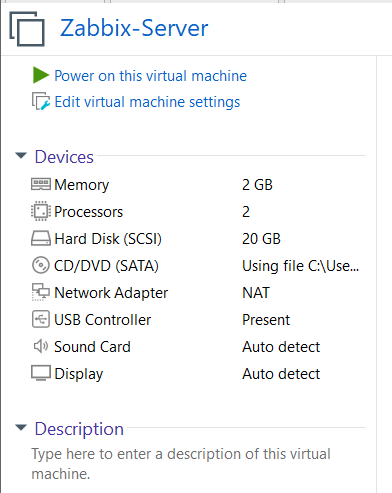 Zabbix-Server
Power on this virtual machine
Edit virtual machine settings
Devices
Memory 2 GB
Processors 2
Hard Disk (SCSI) 20 GB
CD/DVD (SATA) Using file C:\Use...
Network Adapter NAT
USB Controller Present
Sound Card Auto detect
Display Auto detect
Description
Type here to enter a description of this virtual
machine.